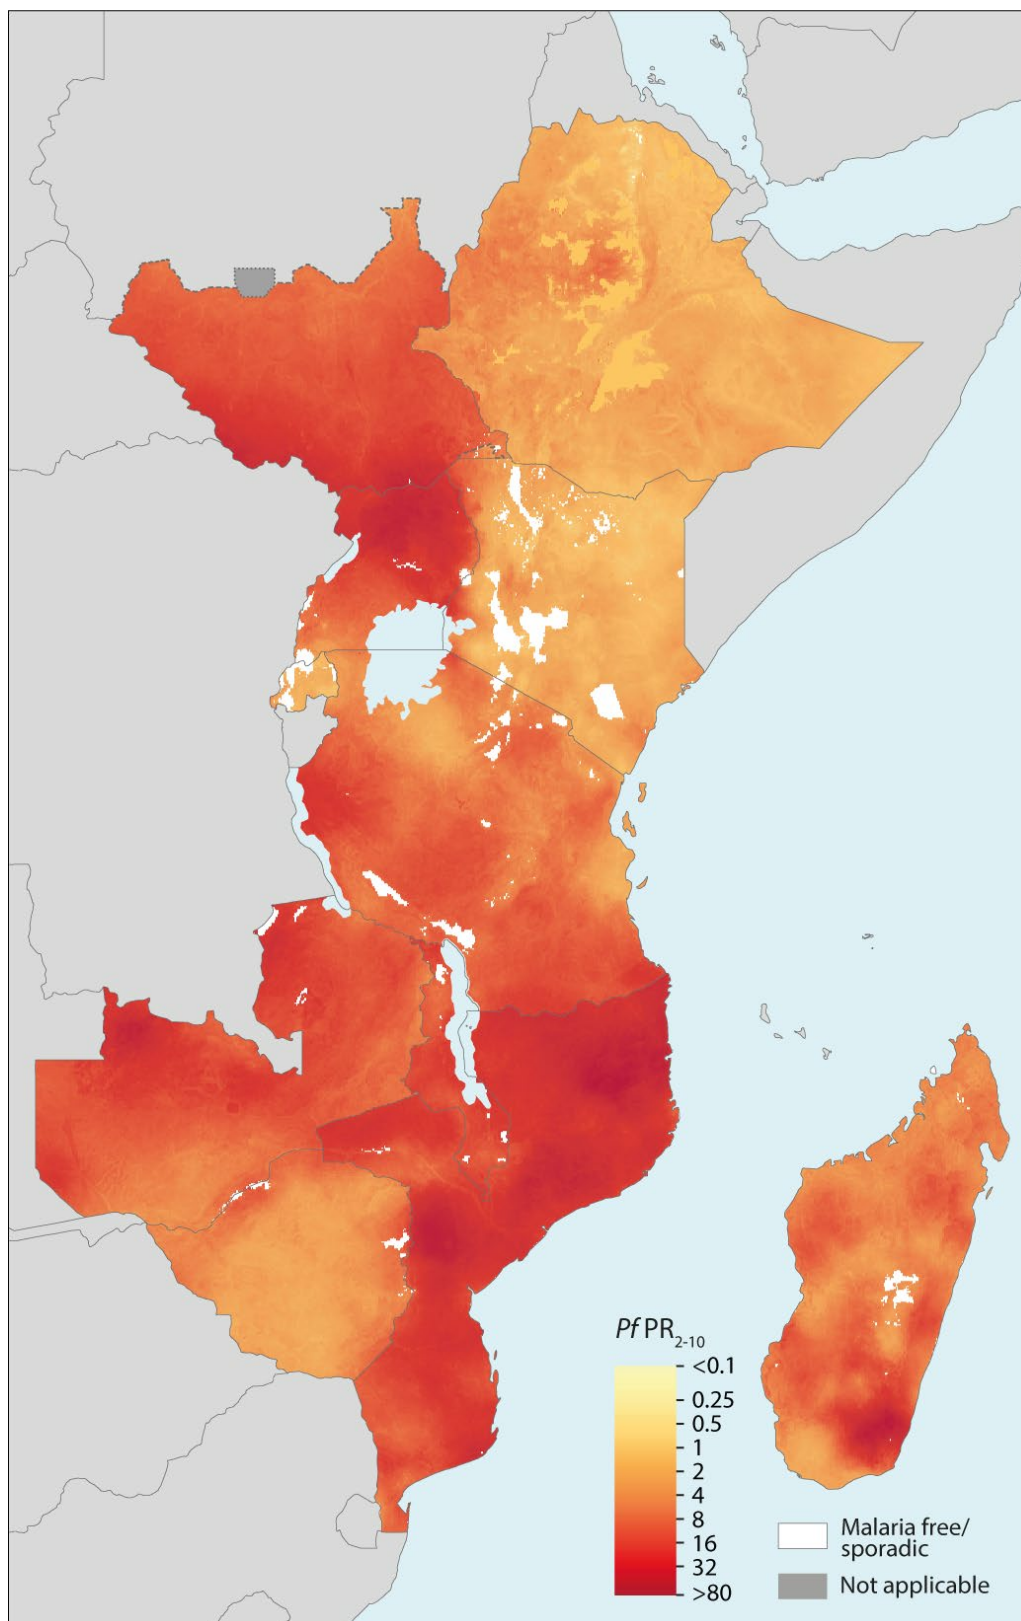 Pf PR2-10
<0.1
0.25
0.5
1
2
4
8
16
32
>80
Malaria free/
sporadic
Not applicable